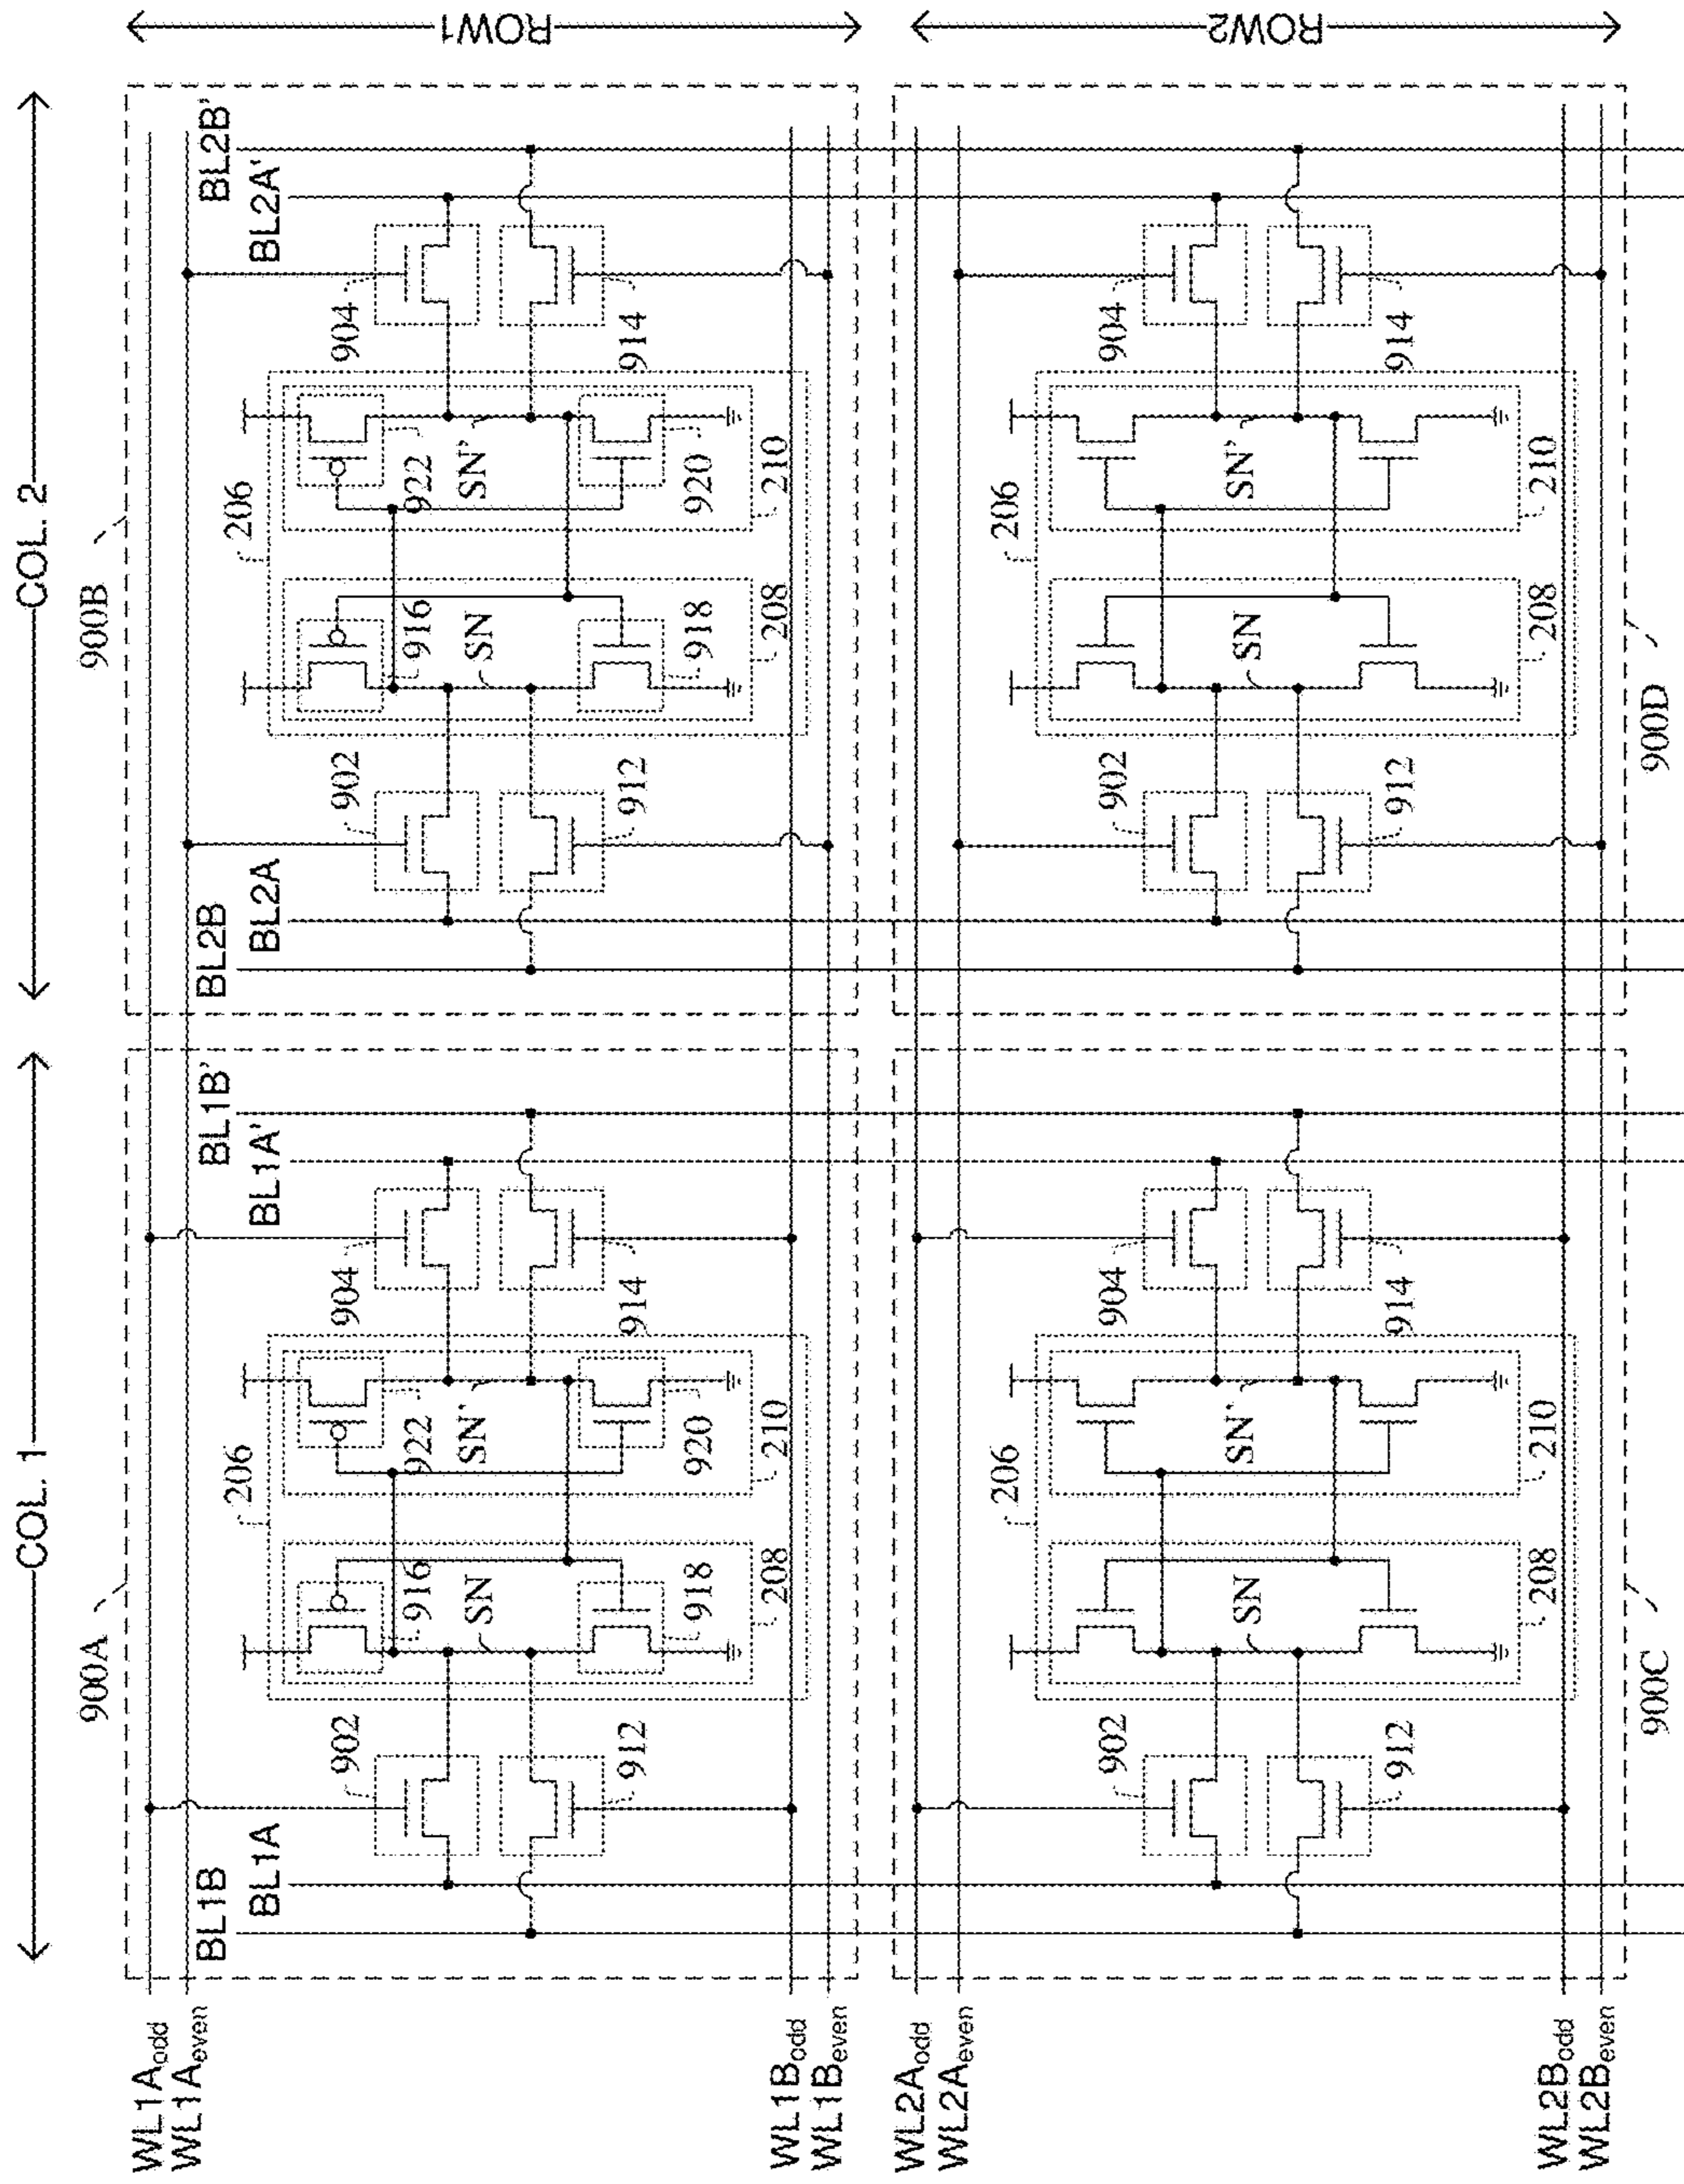 COL. 1
COL. 2
900A
900B
WL1Aodd
WL1Aeven
BL1B
BL1A
BL1B'
BL1A'
BL2B
BL2A
BL2B'
BL2A'
ROW1
902
206
904
902
206
904
916
922
916
922
SN
SN'
SN
SN'
912
914
912
914
918
920
918
920
208
210
208
210
WL1Bodd
WL1Beven
WL2Aodd
WL2Aeven
ROW2
902
206
904
902
206
904
SN
SN'
SN
SN'
912
914
912
914
208
210
208
210
WL2Bodd
WL2Beven
900C
900D